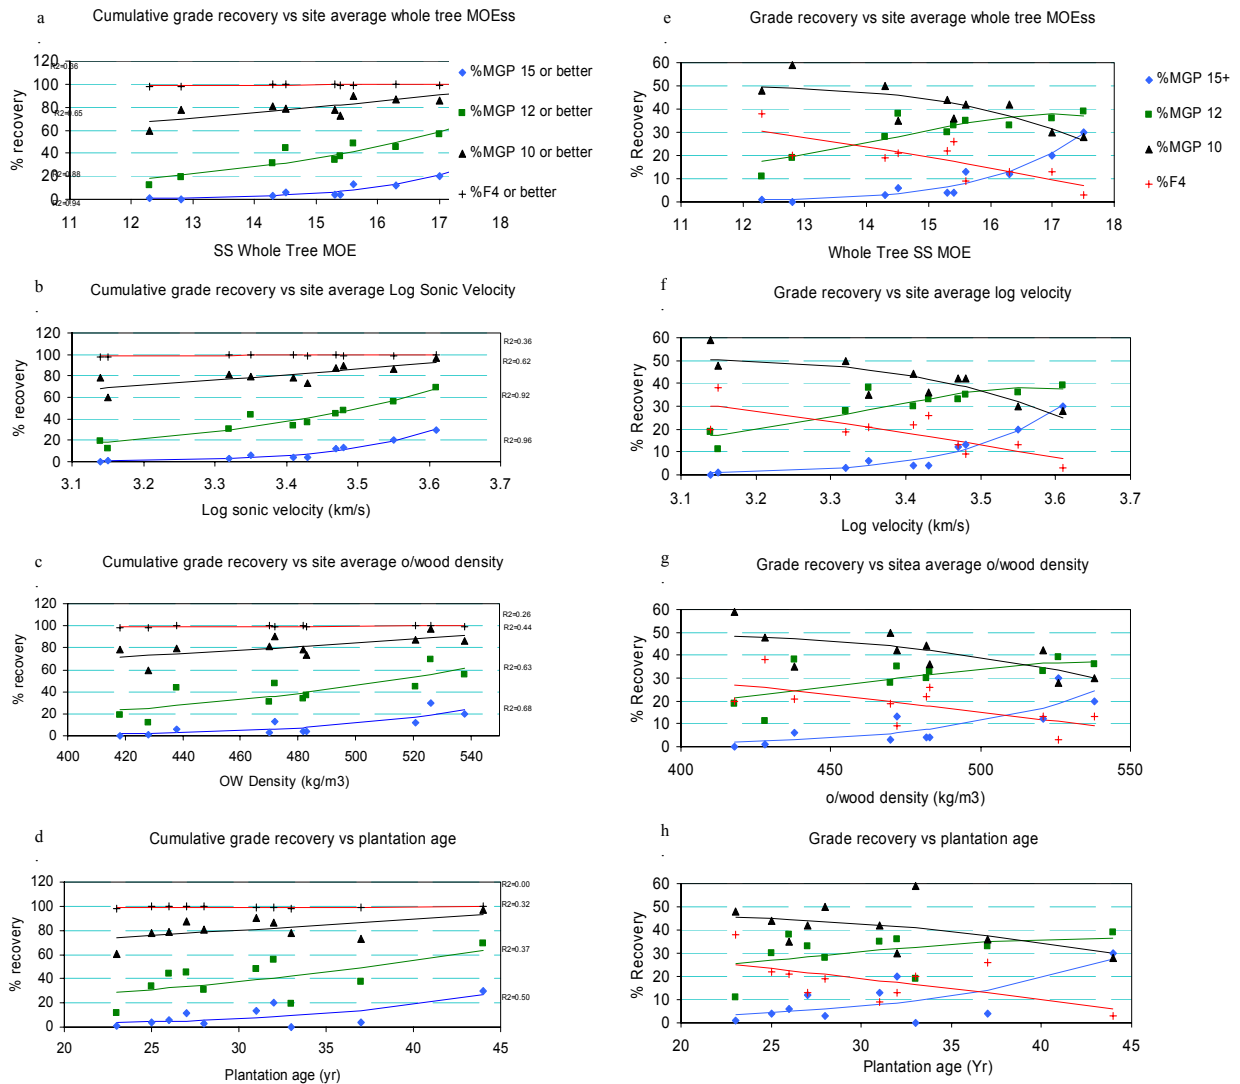 a
.
Cumulative grade recovery vs site average whole tree MOEss
% recovery
120
100
80
60
40
20
0
R2=0.36
R2=0.65
R2=0.88
R2=0.94
11 12 13 14 15 16 17 18
SS Whole Tree MOE
%MGP 15 or better
%MGP 12 or better
%MGP 10 or better
%F4 or better
e
.
Grade recovery vs site average whole tree MOEss
% Recovery
60
50
40
30
20
10
0
11 12 13 14 15 16 17 18
Whole Tree SS MOE
%MGP 15+
%MGP 12
%MGP 10
%F4
b
.
Cumulative grade recovery vs site average Log Sonic Velocity
% recovery
120
100
80
60
40
20
0
R2=0.36
R2=0.62
R2=0.92
R2=0.96
3.1 3.2 3.3 3.4 3.5 3.6 3.7
Log sonic velocity (km/s)
f
.
Grade recovery vs site average log velocity
% Recovery
60
50
40
30
20
10
0
3.1 3.2 3.3 3.4 3.5 3.6 3.7
Log velocity (km/s)
c
.
Cumulative grade recovery vs site average o/wood density
% recovery
120
100
80
60
40
20
0
R2=0.26
R2=0.44
R2=0.63
R2=0.68
400 420 440 460 480 500 520 540
OW Density (kg/m3)
g
.
Grade recovery vs sitea average o/wood density
% Recovery
60
50
40
30
20
10
0
400 450 500 550
o/wood density (kg/m3)
d
.
Cumulative grade recovery vs plantation age
% recovery
120
100
80
60
40
20
0
R2=0.00
R2=0.32
R2=0.37
R2=0.50
20 25 30 35 40 45
Plantation age (yr)
h
.
Grade recovery vs plantation age
% Recovery
60
50
40
30
20
10
0
20 25 30 35 40 45
Plantation age (Yr)